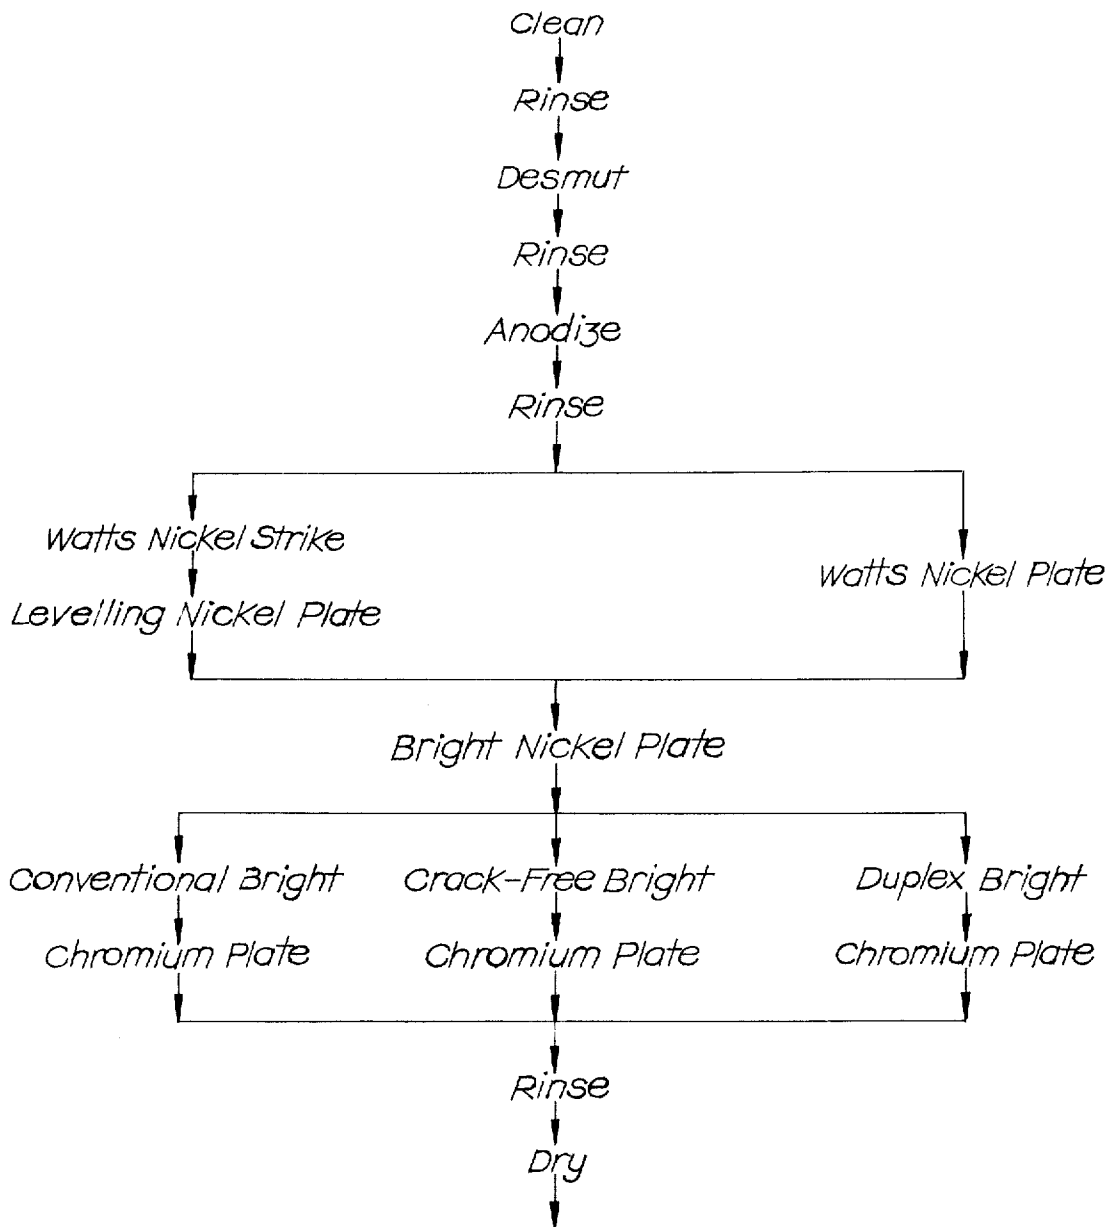 Clean
Rinse
Desmut
Rinse
Anodize
Rinse
Watts Nickel Strike
Levelling Nickel Plate
Watts Nickel Plate
Bright Nickel Plate
Conventional Bright
Chromium Plate
Crack-Free Bright
Chromium Plate
Duplex Bright
Chromium Plate
Rinse
Dry